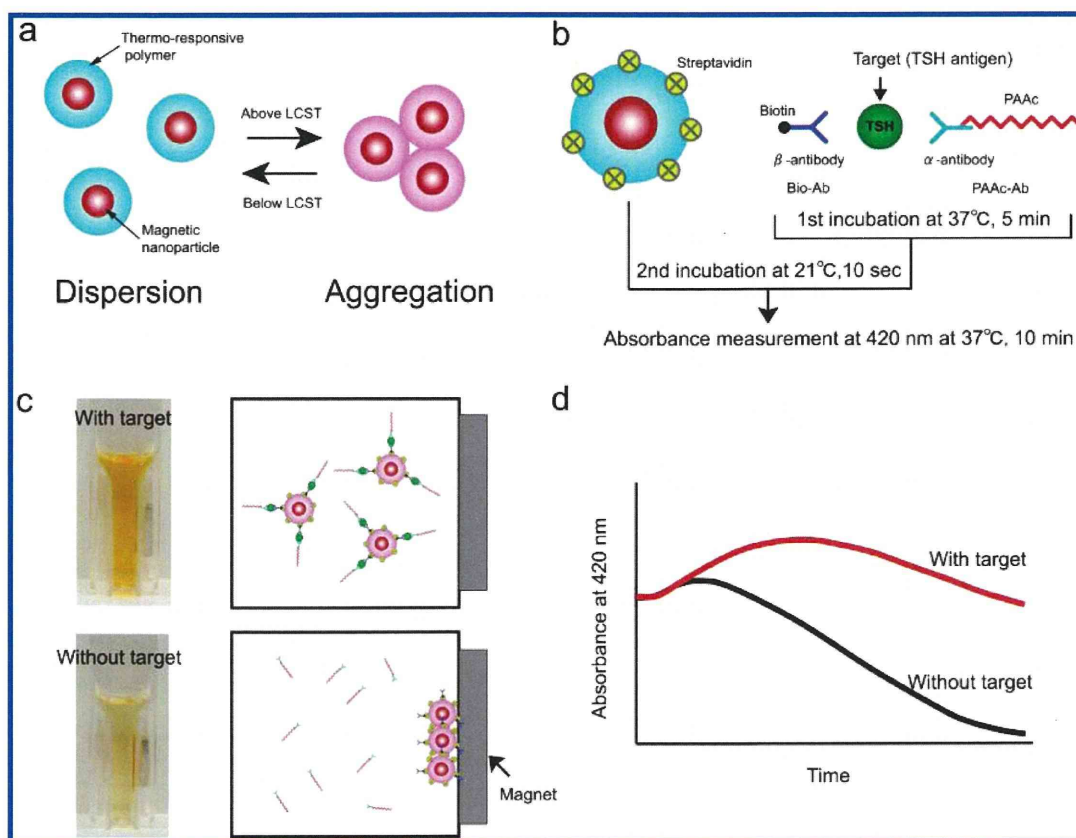 a
Thermo-responsive
polymer
Above LCST
Below LCST
Magnetic
nanoparticle
Dispersion
Aggregation
b
Streptavidin
Target (TSH antigen)
Biotin
TSH
PAAc
β-antibody
α-antibody
Bio-Ab
PAAc-Ab
1st incubation at 37℃, 5 min
2nd incubation at 21℃,10 sec
Absorbance measurement at 420 nm at 37℃, 10 min
c
With target
Without target
Magnet
d
Absorbance at 420 nm
With target
Without target
Time